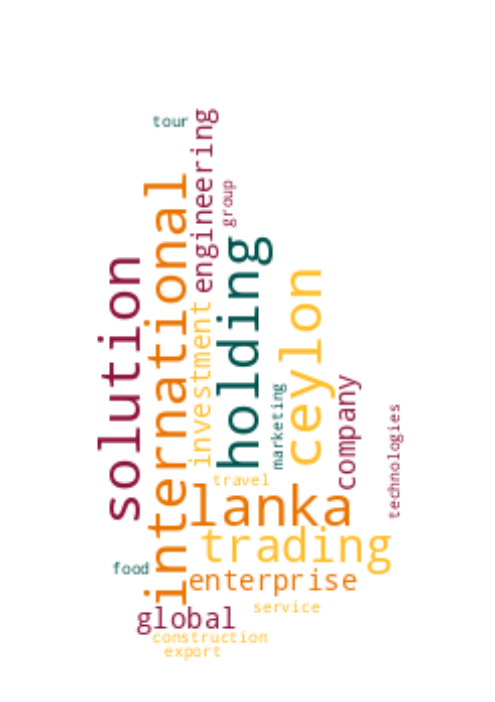 tour
engineering
group
international
holding
solution
ceylon
investment
company
marketing
technologies
travel
lanka
trading
food
enterprise
service
global
construction
export